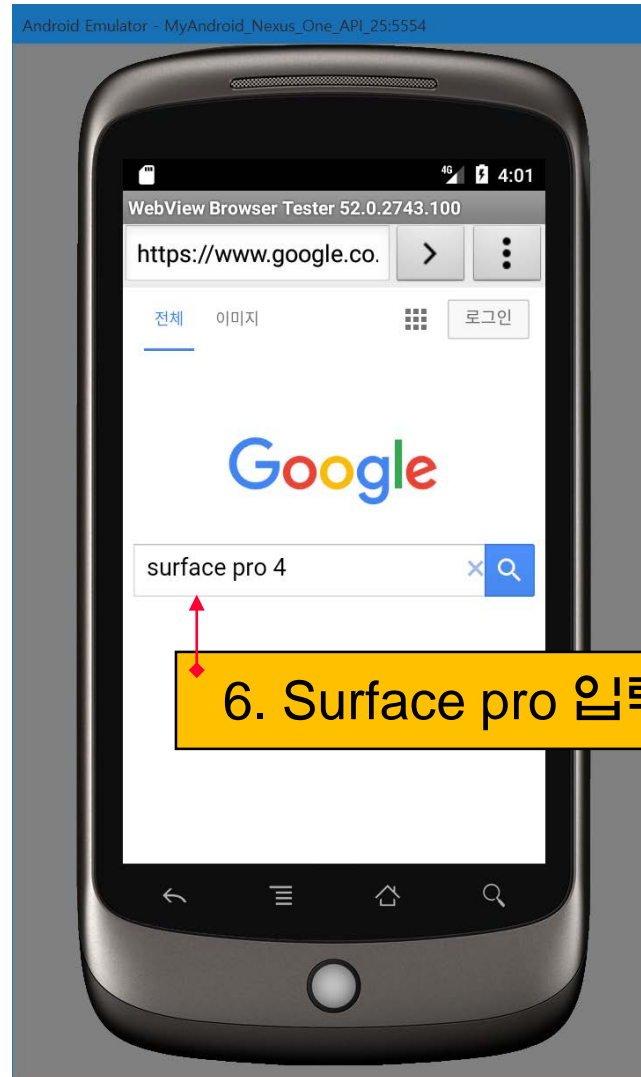 Android Emulator - MyAndroid_Nexus_One_API_25:5554
4G 4:01
WebView Browser Tester 52.0.2743.100
https://www.google.co.
전체 이미지 로그인
Google
surface pro 4
6. Surface pro